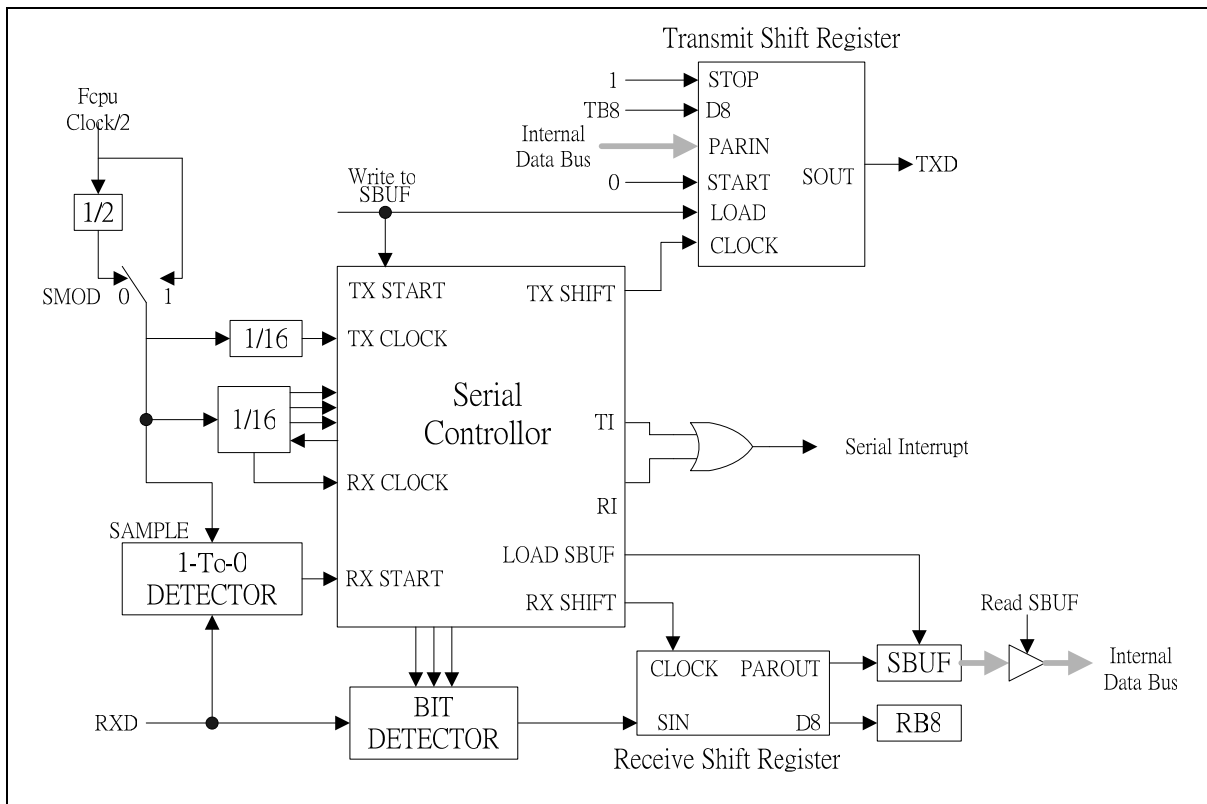 Transmit Shift Register
1
STOP
TB8
D8
Internal
Data Bus
PARIN
SOUT
TXD
0
START
LOAD
CLOCK
Fcpu
Clock/2
1/2
SMOD 0 1
Write to
SBUF
TX START
TX SHIFT
1/16
TX CLOCK
1/16
Serial
Controllor
TI
Serial Interrupt
RX CLOCK
RI
SAMPLE
1-To-0
DETECTOR
RX START
LOAD SBUF
RX SHIFT
Read SBUF
CLOCK
PAROUT
SBUF
Internal
Data Bus
RXD
BIT
DETECTOR
SIN
D8
RB8
Receive Shift Register